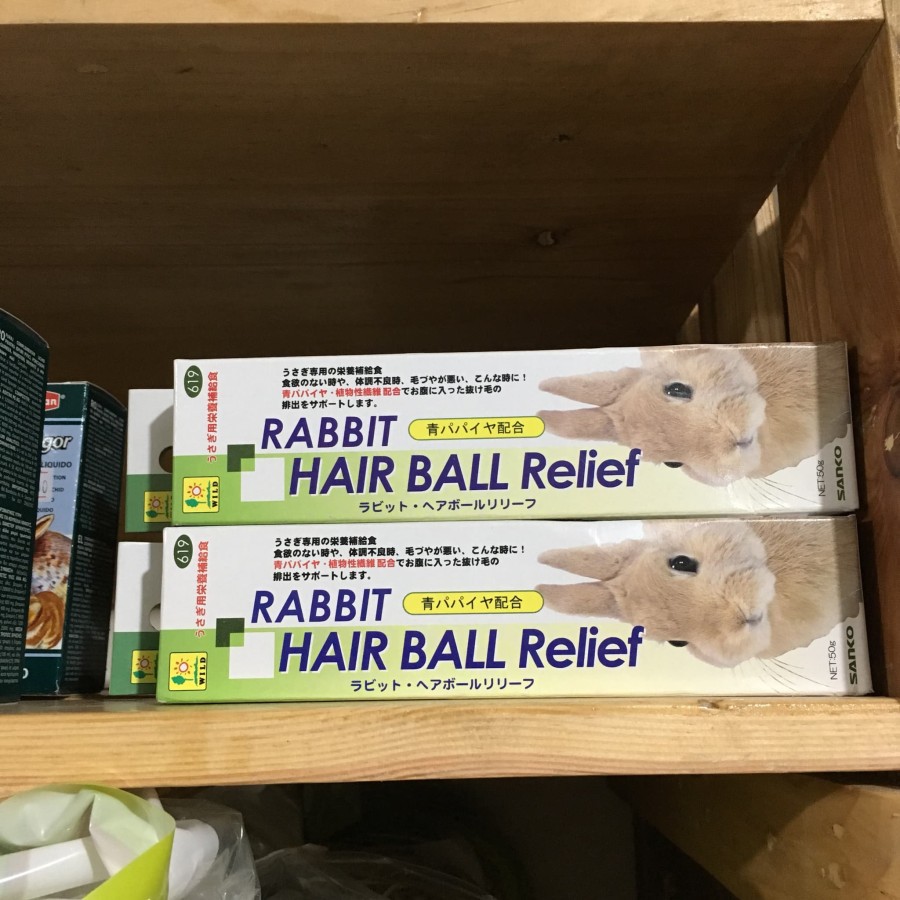 619
うさぎ用栄養補給食
うさぎ専用の栄養補給食
食欲のない時や、体調不良時、毛づやが悪い、こんな時に！
青パパイヤ・植物性繊維配合でお腹に入った抜け毛の
排出をサポートします。
RABBIT
青パパイヤ配合
HAIR BALL Relief
ラビット・ヘアボールリリーフ
WILD
NET:50g
SANKO
619
うさぎ用栄養補給食
うさぎ専用の栄養補給食
食欲のない時や、体調不良時、毛づやが悪い、こんな時に！
青パパイヤ・植物性繊維配合でお腹に入った抜け毛の
排出をサポートします。
RABBIT
青パパイヤ配合
HAIR BALL Relief
ラビット・ヘアボールリリーフ
WILD
NET:50g
SANKO
gor
LIQUIDO